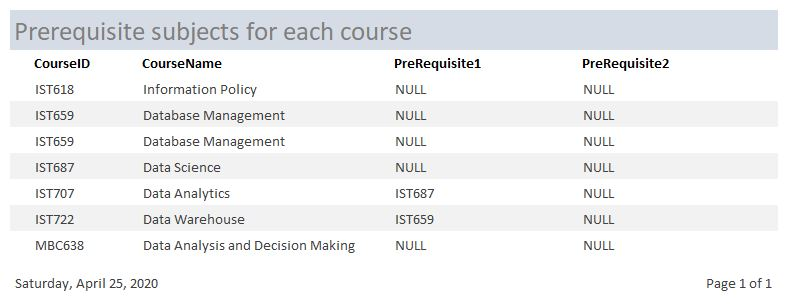 Prerequisite subjects for each course
CourseID CourseName PreRequisite1 PreRequisite2
IST618 Information Policy NULL NULL
IST659 Database Management NULL NULL
IST659 Database Management NULL NULL
IST687 Data Science NULL NULL
IST707 Data Analytics IST687 NULL
IST722 Data Warehouse IST659 NULL
MBC638 Data Analysis and Decision Making NULL NULL
Saturday, April 25, 2020 Page 1 of 1